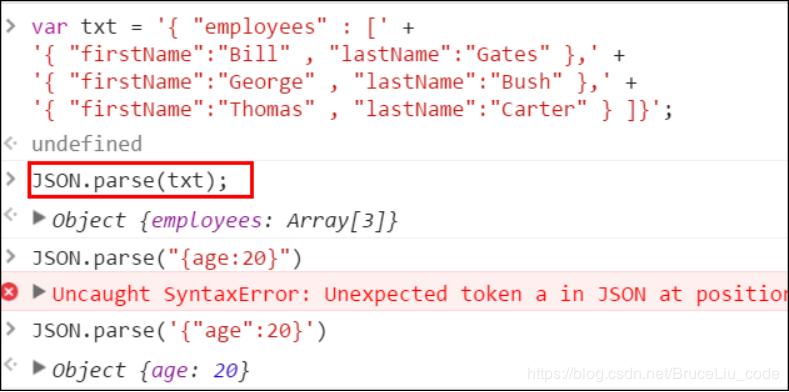 > var txt = '{ "employees" : [' +
'{ "firstName":"Bill" , "lastName":"Gates" },' +
'{ "firstName":"George" , "lastName":"Bush" },' +
'{ "firstName":"Thomas" , "lastName":"Carter" } ]}';
undefined
> JSON.parse(txt);
Object {employees: Array[3]}
> JSON.parse("{age:20}")
Uncaught SyntaxError: Unexpected token a in JSON at position
> JSON.parse('{"age":20}')
Object {age: 20}
https://blog.csdn.net/BruceLiu_code